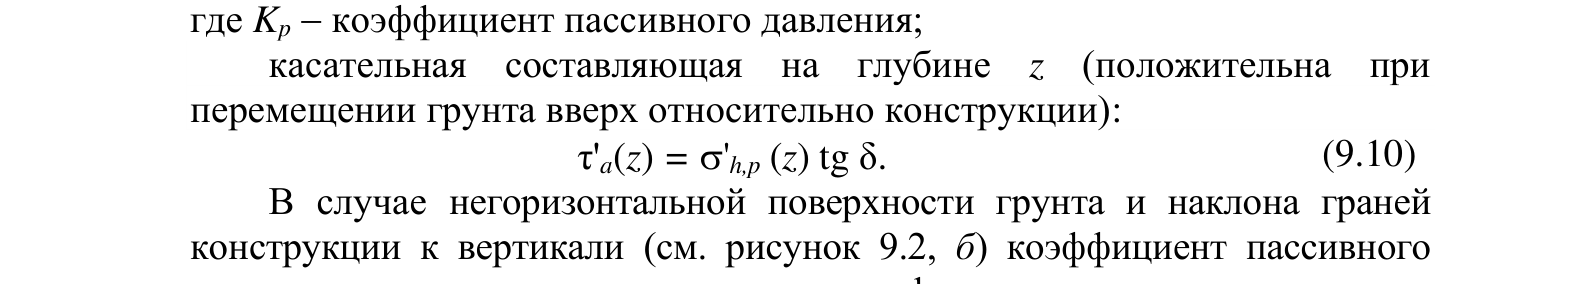 где Kp – коэффициент пассивного давления;
касательная составляющая на глубине z (положительна при
перемещении грунта вверх относительно конструкции):
τ'a(z) = σ'h,p (z) tg δ. (9.10)
В случае негоризонтальной поверхности грунта и наклона граней
конструкции к вертикали (см. рисунок 9.2, б) коэффициент пассивного